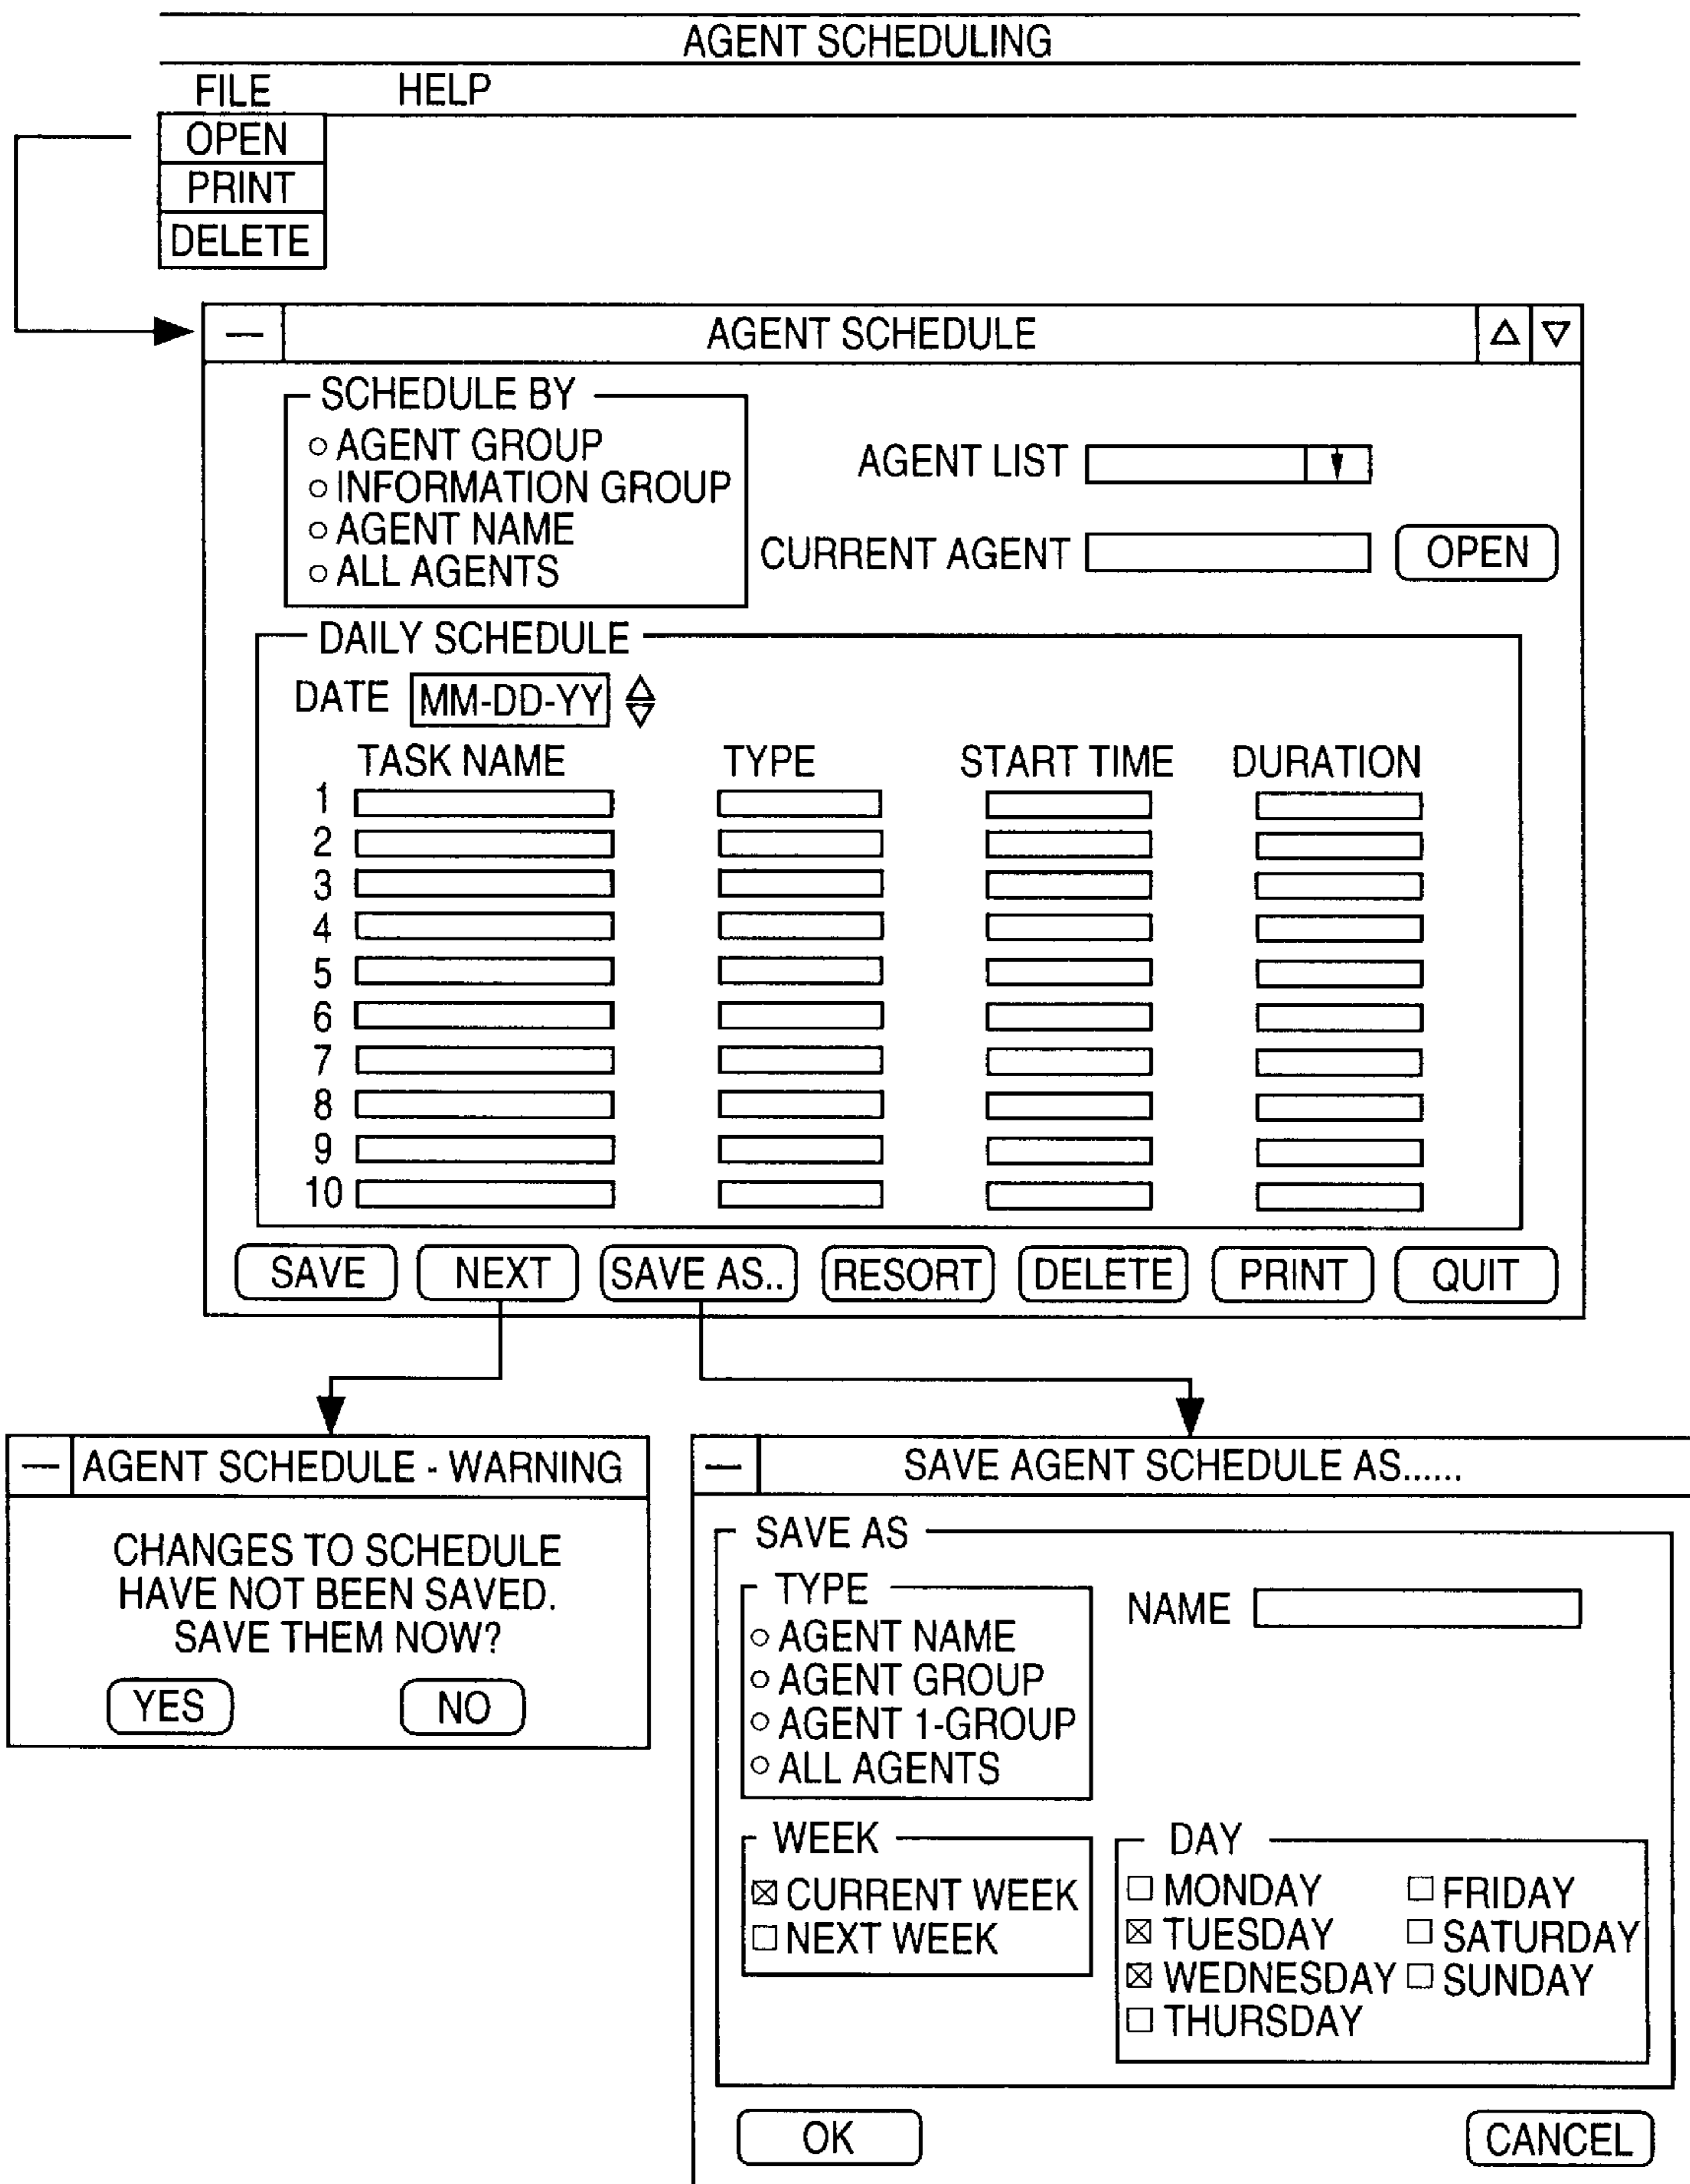 AGENT SCHEDULING
FILE HELP
OPEN
PRINT
DELETE
AGENT SCHEDULE
SCHEDULE BY
AGENT GROUP
INFORMATION GROUP
AGENT NAME
ALL AGENTS
AGENT LIST
CURRENT AGENT OPEN
DAILY SCHEDULE
DATE MM-DD-YY
TASK NAME TYPE START TIME DURATION
1
2
3
4
5
6
7
8
9
10
SAVE NEXT SAVE AS.. RESORT DELETE PRINT QUIT
AGENT SCHEDULE - WARNING
CHANGES TO SCHEDULE
HAVE NOT BEEN SAVED.
SAVE THEM NOW?
YES NO
SAVE AGENT SCHEDULE AS......
SAVE AS
TYPE
AGENT NAME
AGENT GROUP
AGENT 1-GROUP
ALL AGENTS
NAME
WEEK
CURRENT WEEK
NEXT WEEK
DAY
MONDAY
TUESDAY
WEDNESDAY
THURSDAY
FRIDAY
SATURDAY
SUNDAY
OK CANCEL